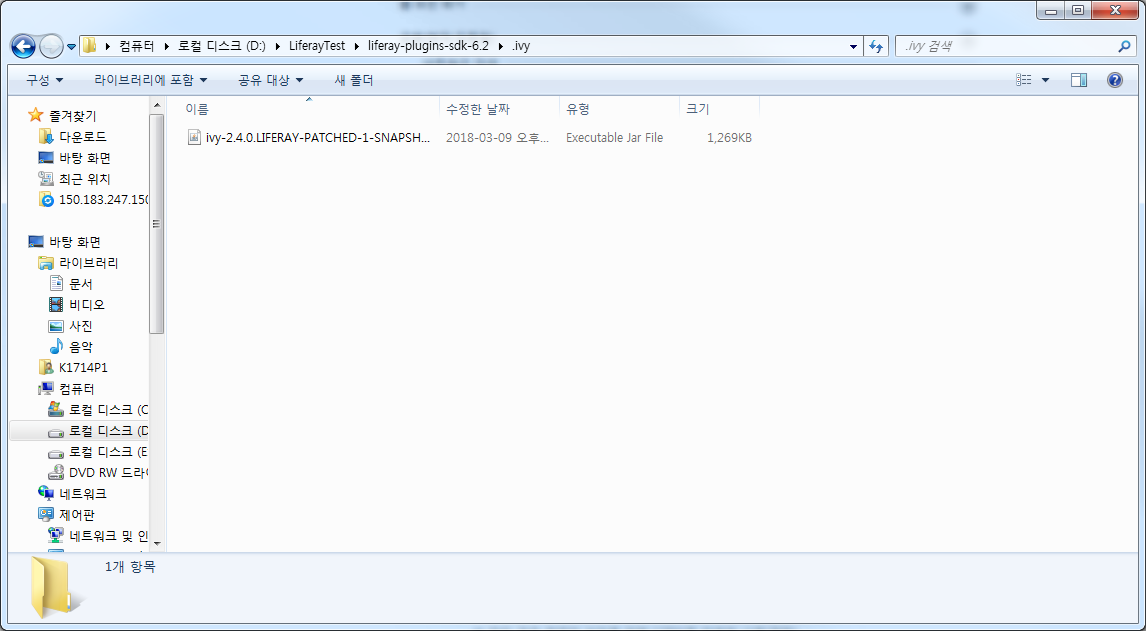 컴퓨터 로컬 디스크 (D:) LiferayTest liferay-plugins-sdk-6.2 .ivy
.ivy 검색
구성 라이브러리에 포함 공유 대상 새 폴더
이름 수정한 날짜 유형 크기
ivy-2.4.0.LIFERAY-PATCHED-1-SNAPSH... 2018-03-09 오후... Executable Jar File 1,269KB
즐겨찾기
다운로드
바탕 화면
최근 위치
150.183.247.150
바탕 화면
라이브러리
문서
비디오
사진
음악
K1714P1
컴퓨터
로컬 디스크 (C
로컬 디스크 (D
로컬 디스크 (E
DVD RW 드라이
네트워크
제어판
네트워크 및 인
1개 항목